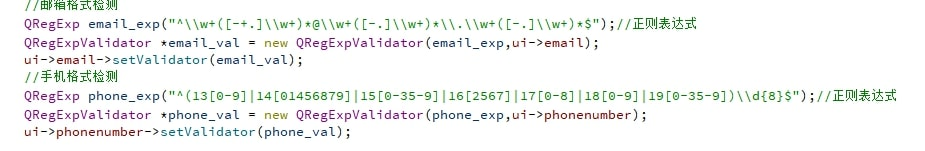 //邮箱格式检测
QRegExp email_exp("^\\w+([-+.]\\w+)*@\\w+([-.]\\w+)*\\.\\w+([-.]\\w+)*$");//正则表达式
QRegExpValidator *email_val = new QRegExpValidator(email_exp,ui->email);
ui->email->setValidator(email_val);
//手机格式检测
QRegExp phone_exp("^(13[0-9]|14[01456879]|15[0-35-9]|16[2567]|17[0-8]|18[0-9]|19[0-35-9])\\d{8}$");//正则表达式
QRegExpValidator *phone_val = new QRegExpValidator(phone_exp,ui->phonenumber);
ui->phonenumber->setValidator(phone_val);